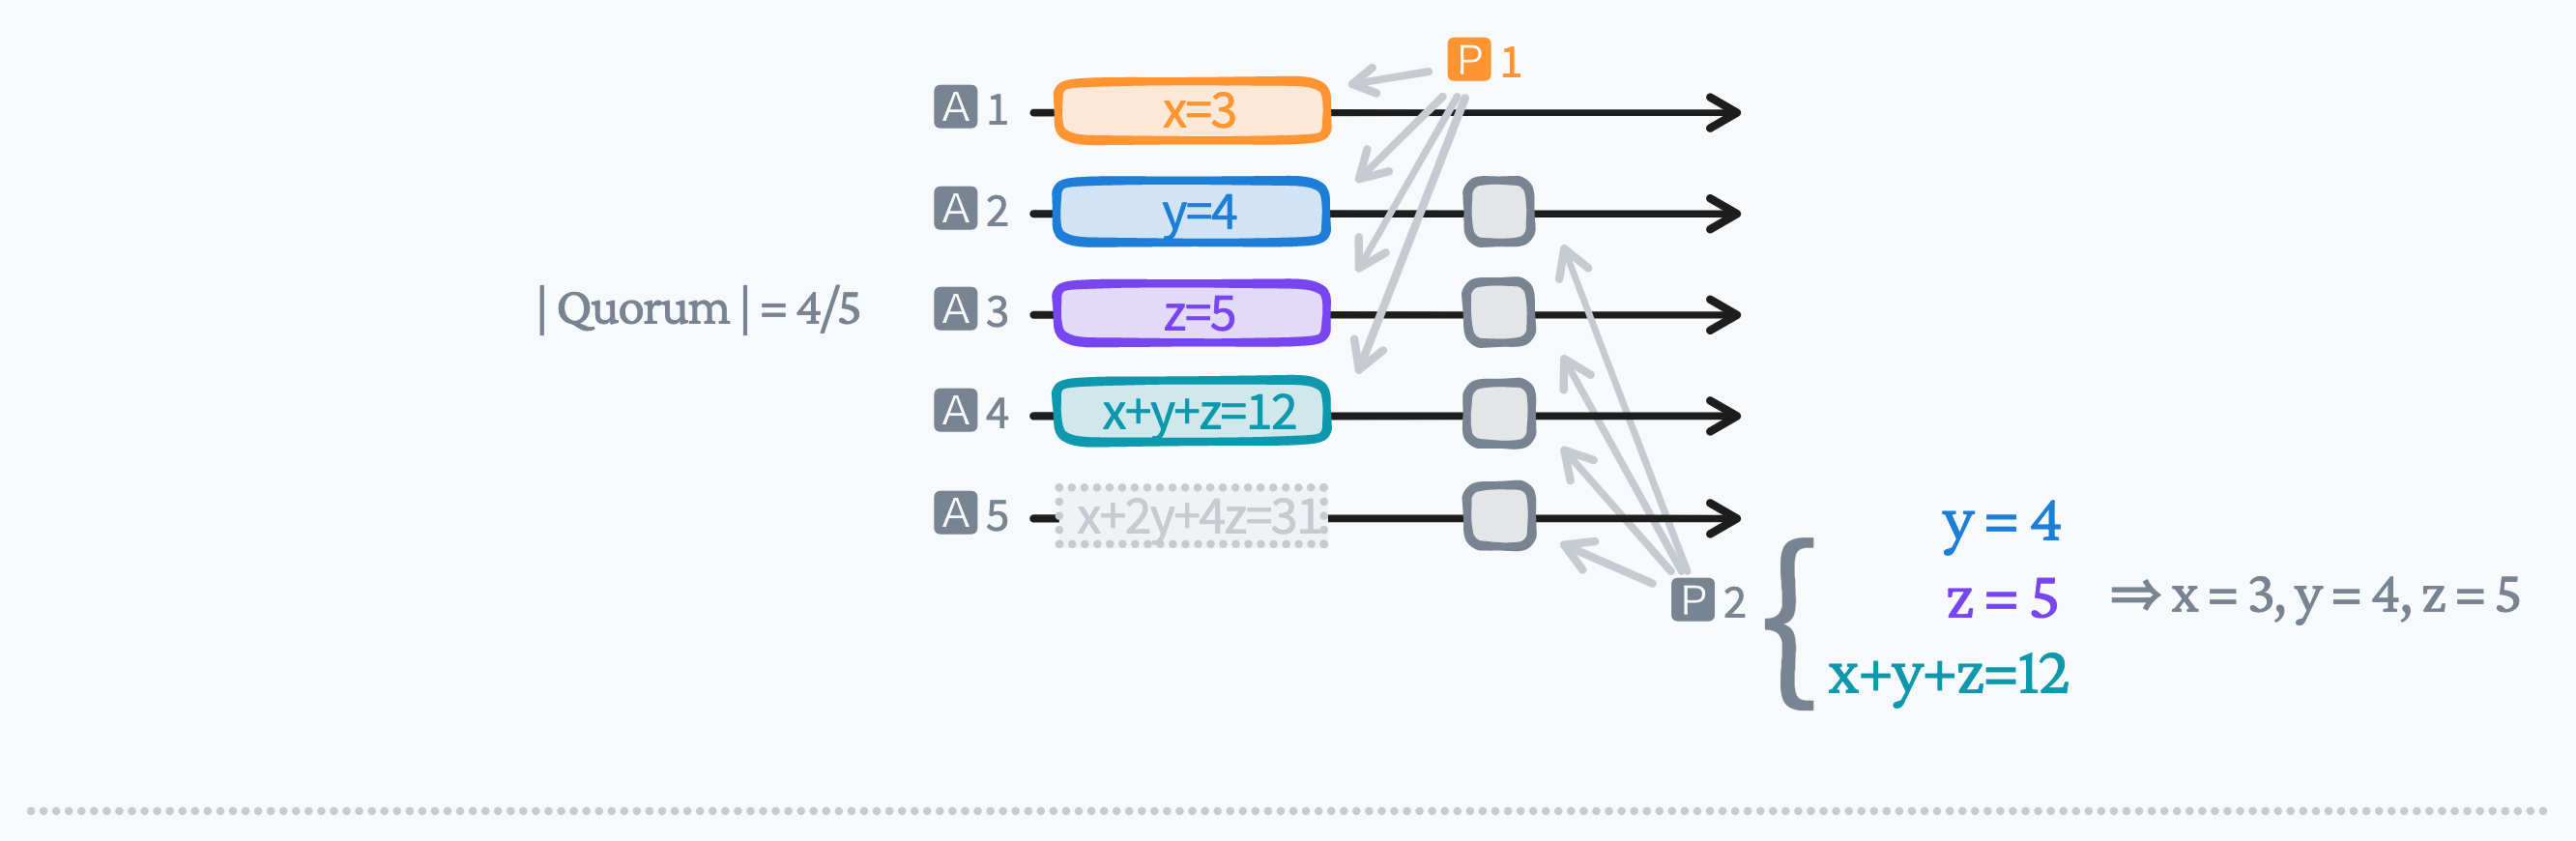 P 1
A 1 x=3
A 2 y=4
| Quorum | = 4/5 A 3 z=5
A 4 x+y+z=12
A 5 x+2y+4z=31
P 2
y = 4
z = 5 ⇒ x = 3, y = 4, z = 5
x+y+z=12